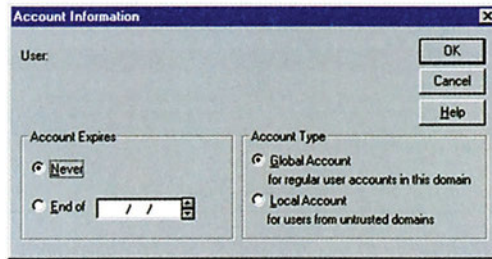 Account Information
User:
OK
Cancel
Help
Account Expires
Never
End of / /
Account Type
Global Account
for regular user accounts in this domain
Local Account
for users from untrusted domains